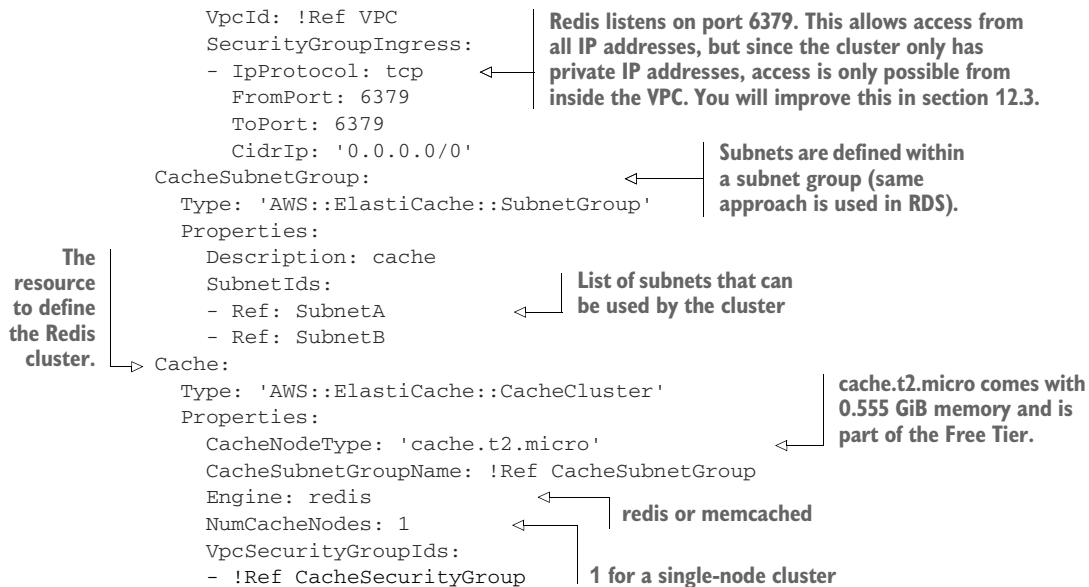 VpcId: !Ref VPC
SecurityGroupIngress:
- IpProtocol: tcp
FromPort: 6379
ToPort: 6379
CidrIp: '0.0.0.0/0'
Redis listens on port 6379. This allows access from
all IP addresses, but since the cluster only has
private IP addresses, access is only possible from
inside the VPC. You will improve this in section 12.3.
CacheSubnetGroup:
Type: 'AWS::ElastiCache::SubnetGroup'
Properties:
Description: cache
SubnetIds:
- Ref: SubnetA
- Ref: SubnetB
Subnets are defined within
a subnet group (same
approach is used in RDS).
List of subnets that can
be used by the cluster
The
resource
to define
the Redis
cluster.
Cache:
Type: 'AWS::ElastiCache::CacheCluster'
Properties:
CacheNodeType: 'cache.t2.micro'
CacheSubnetGroupName: !Ref CacheSubnetGroup
Engine: redis
NumCacheNodes: 1
VpcSecurityGroupIds:
- !Ref CacheSecurityGroup
cache.t2.micro comes with
0.555 GiB memory and is
part of the Free Tier.
redis or memcached
1 for a single-node cluster